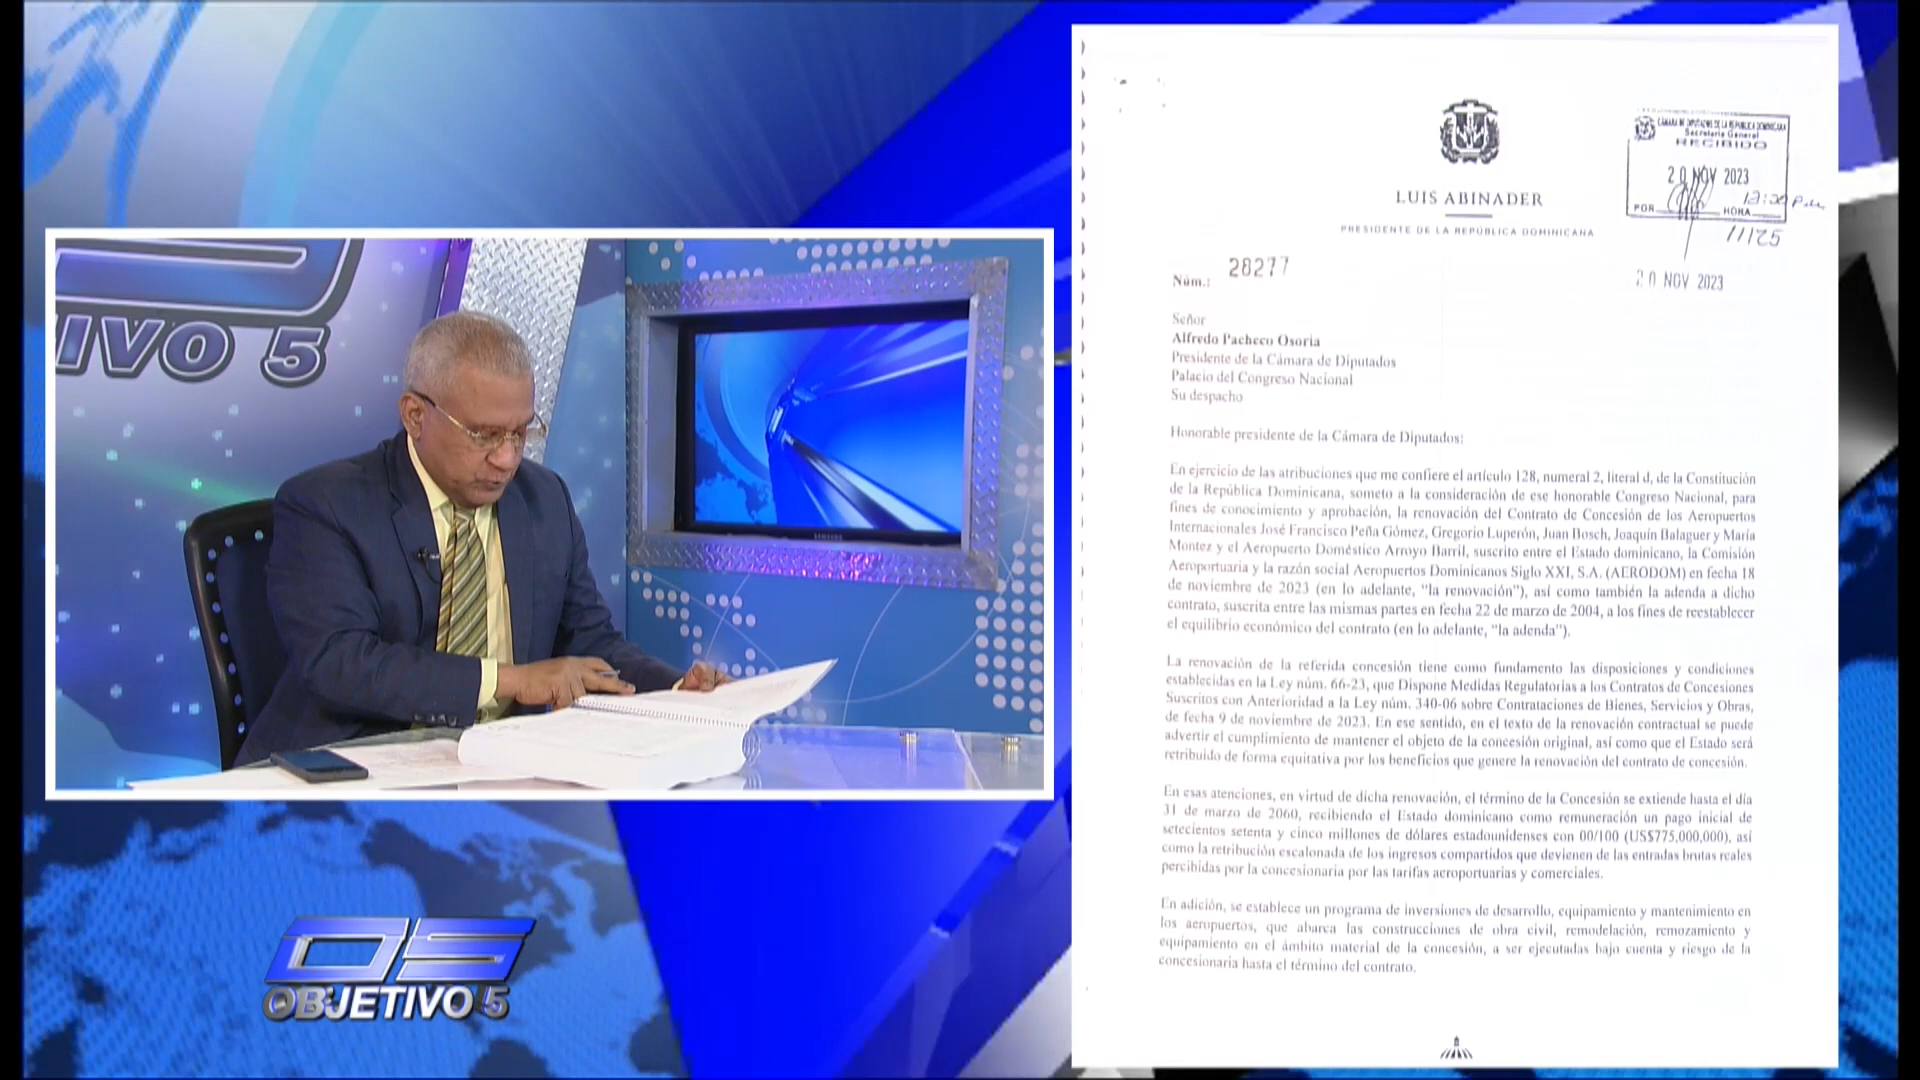 IVO 5
SAMSUNG
OS
OBJETIVO 5
CÁMARA DE DIPUTADOS DE LA REPÚBLICA DOMINICANA
Secretaría General
RECIBIDO
20 NOV 2023
POR HORA
11125
LUIS ABINADER
PRESIDENTE DE LA REPÚBLICA DOMINICANA
Núm.: 28277
20 NOV 2023
Señor
Alfredo Pacheco Osoria
Presidente de la Cámara de Diputados
Palacio del Congreso Nacional
Su despacho
Honorable presidente de la Cámara de Diputados:
En ejercicio de las atribuciones que me confiere el artículo 128, numeral 2, literal d, de la Constitución
de la República Dominicana, someto a la consideración de ese honorable Congreso Nacional, para
fines de conocimiento y aprobación, la renovación del Contrato de Concesión de los Aeropuertos
Internacionales José Francisco Peña Gómez, Gregorio Luperón, Juan Bosch, Joaquín Balaguer y María
Montez y el Aeropuerto Doméstico Arroyo Barril, suscrito entre el Estado dominicano, la Comisión
Aeroportuaria y la razón social Aeropuertos Dominicanos Siglo XXI, S.A. (AERODOM) en fecha 18
de noviembre de 2023 (en lo adelante, “la renovación”), así como también la adenda a dicho
contrato, suscrita entre las mismas partes en fecha 22 de marzo de 2004, a los fines de reestablecer
el equilibrio económico del contrato (en lo adelante, “la adenda”).
La renovación de la referida concesión tiene como fundamento las disposiciones y condiciones
establecidas en la Ley núm. 66-23, que Dispone Medidas Regulatorias a los Contratos de Concesiones
Suscritos con Anterioridad a la Ley núm. 340-06 sobre Contrataciones de Bienes, Servicios y Obras,
de fecha 9 de noviembre de 2023. En ese sentido, en el texto de la renovación contractual se puede
advertir el cumplimiento de mantener el objeto de la concesión original, así como que el Estado será
retribuido de forma equitativa por los beneficios que genere la renovación del contrato de concesión.
En esas atenciones, en virtud de dicha renovación, el término de la Concesión se extiende hasta el día
31 de marzo de 2060, recibiendo el Estado dominicano como remuneración un pago inicial de
setecientos setenta y cinco millones de dólares estadounidenses con 00/100 (US$775,000,000), así
como la retribución escalonada de los ingresos compartidos que devienen de las entradas brutas reales
percibidas por la concesionaria por las tarifas aeroportuarias y comerciales.
En adición, se establece un programa de inversiones de desarrollo, equipamiento y mantenimiento en
los aeropuertos, que abarca las construcciones de obra civil, remodelación, remozamiento y
equipamiento en el ámbito material de la concesión, a ser ejecutadas bajo cuenta y riesgo de la
concesionaria hasta el término del contrato.